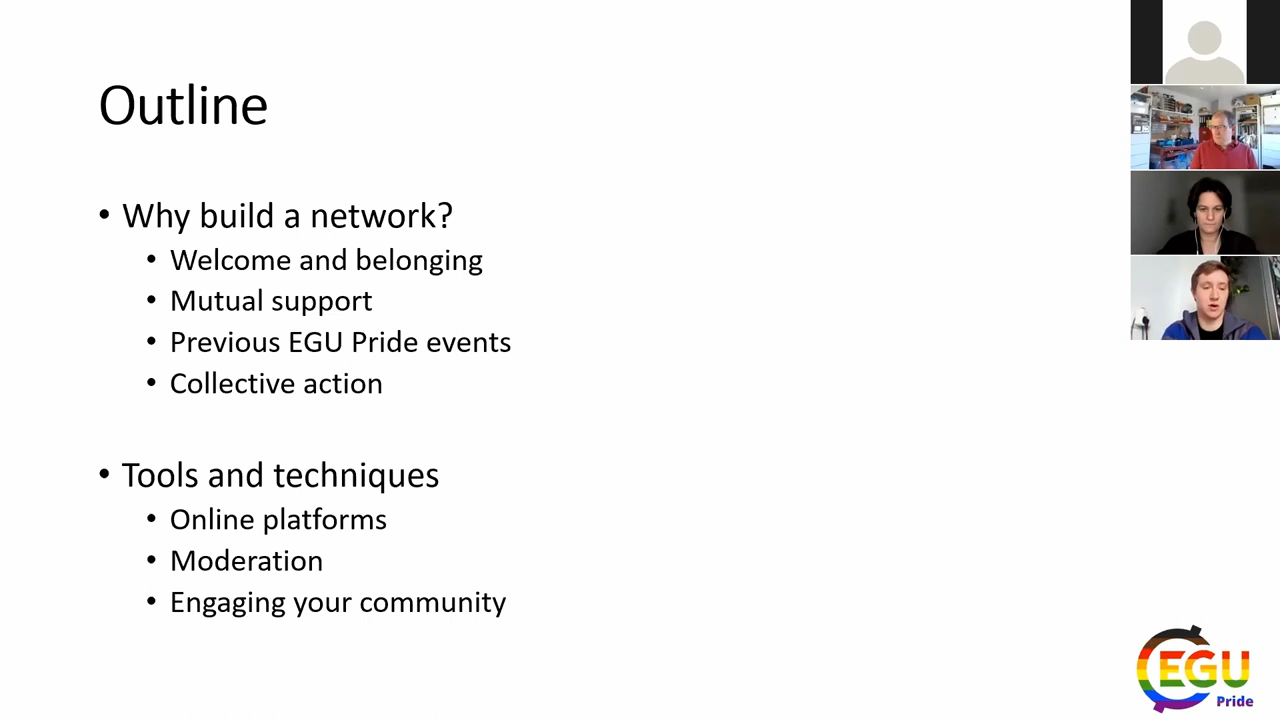 Outline
• Why build a network?
• Welcome and belonging
• Mutual support
• Previous EGU Pride events
• Collective action
• Tools and techniques
• Online platforms
• Moderation
• Engaging your community
EGU
Pride